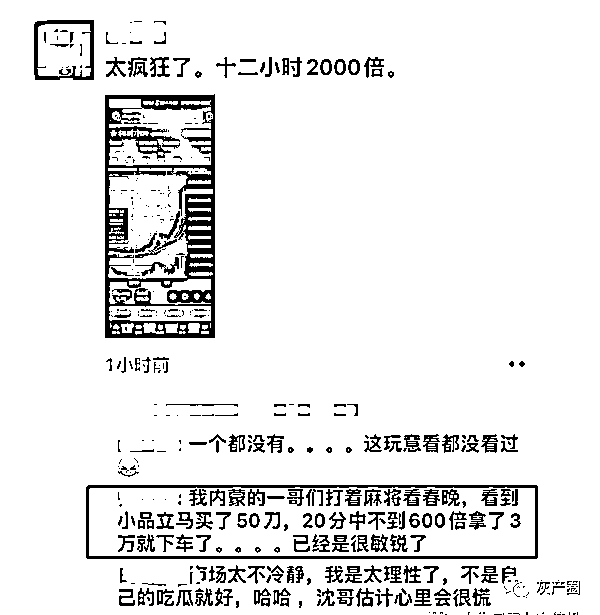 太疯狂了。十二小时2000倍。
1小时前
：一个都没有。。。。这玩意看都没看过
：我内蒙的一哥们打着麻将看春晚，看到
小品立马买了50刀，20分中不到600倍拿了3
万就下车了。。。。已经是很敏锐了
市场太不冷静，我是太理性了，不是自
己的吃瓜就好，哈哈，沈哥估计心里会很慌
灰产圈